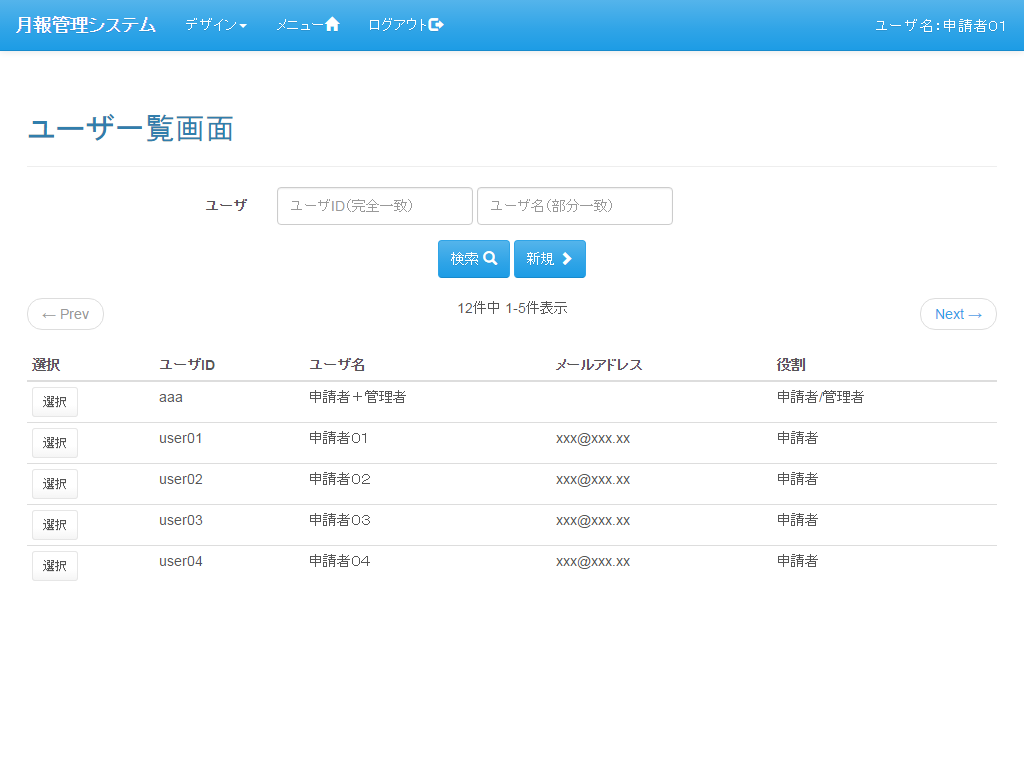 月報管理システム デザイン メニュー ログアウト ユーザ名:申請者０１
ユーザ一覧画面
ユーザ ユーザID(完全一致) ユーザ名(部分一致)
検索 新規
← Prev 12件中 1-5件表示 Next →
選択 ユーザID ユーザ名 メールアドレス 役割
選択 aaa 申請者＋管理者 申請者/管理者
選択 user01 申請者０１ xxx@xxx.xx 申請者
選択 user02 申請者０２ xxx@xxx.xx 申請者
選択 user03 申請者０３ xxx@xxx.xx 申請者
選択 user04 申請者０４ xxx@xxx.xx 申請者